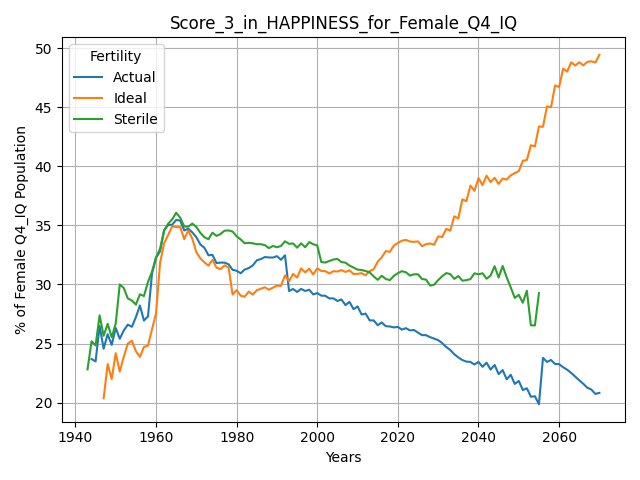 Score_3_in_HAPPINESS_for_Female_Q4_IQ
% of Female Q4_IQ Population
50
45
40
35
30
25
20
Fertility
Actual
Ideal
Sterile
1940
1960
1980
2000
2020
2040
2060
Years